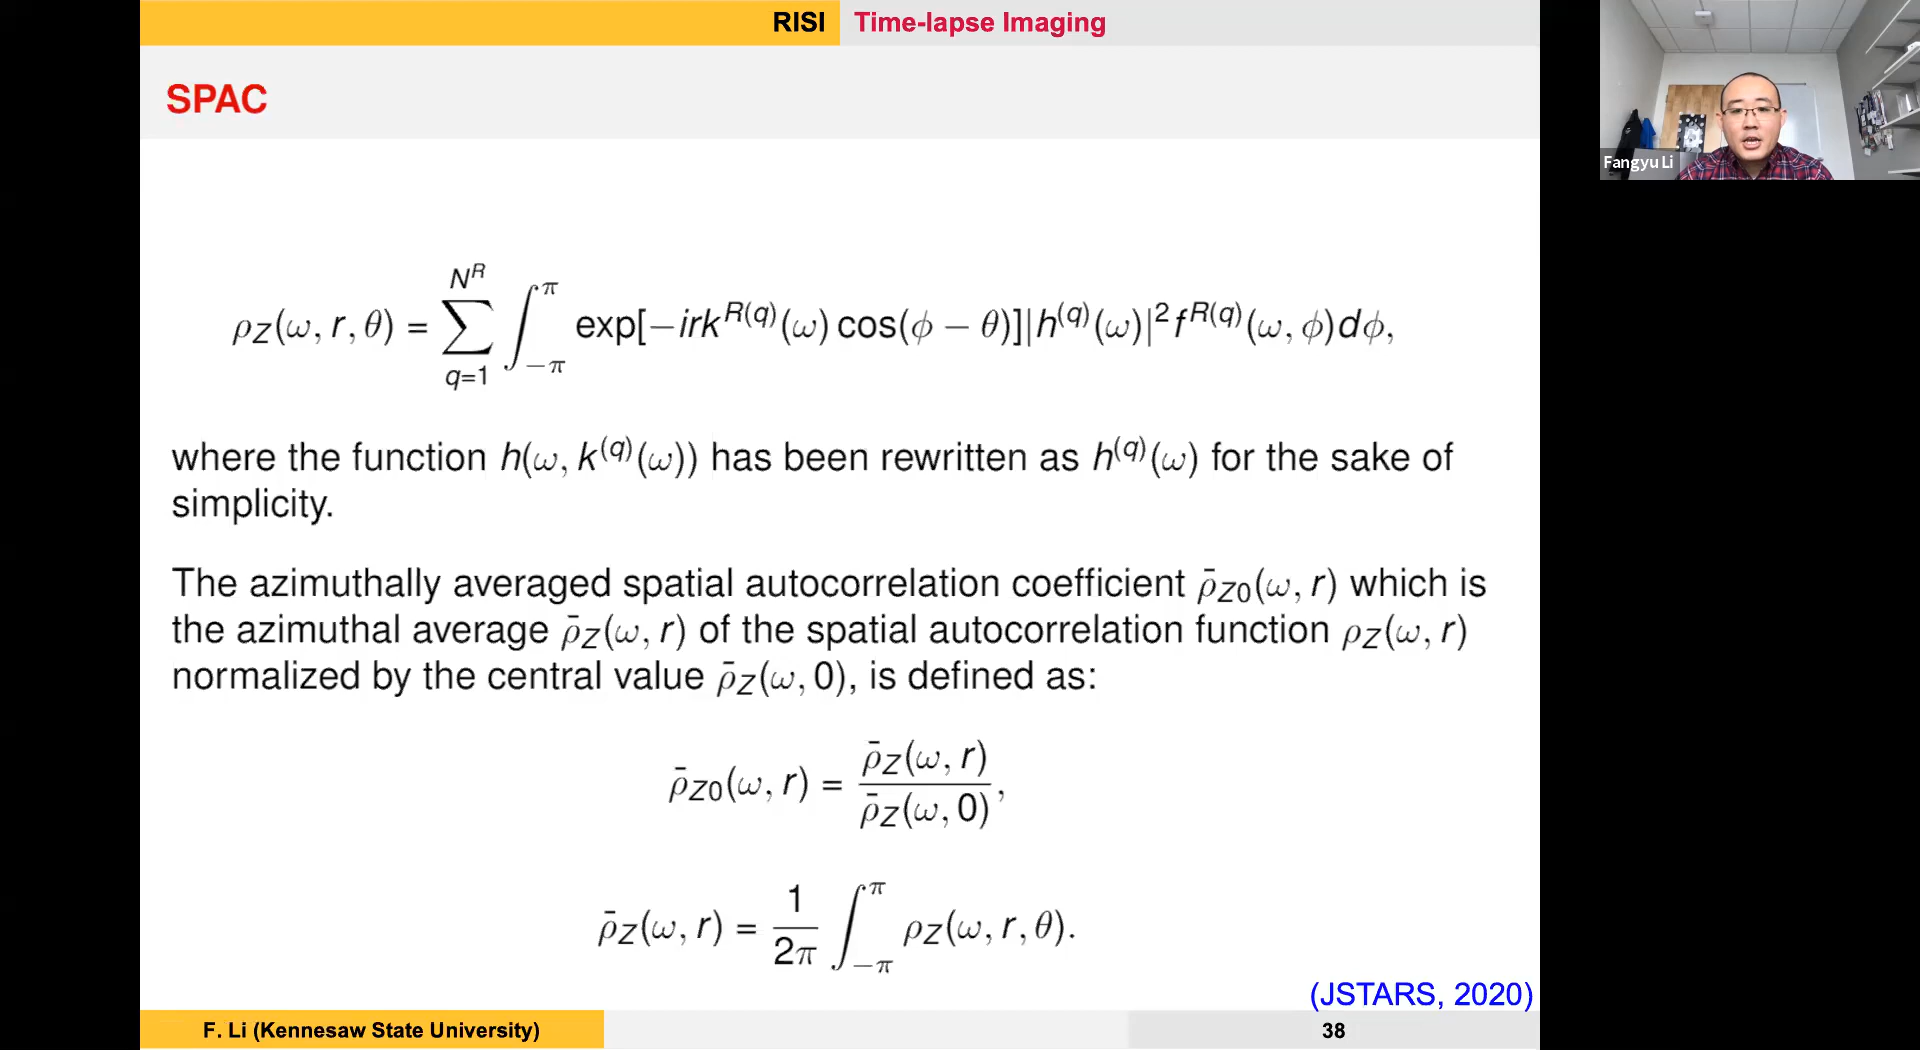 RISI Time-lapse Imaging
SPAC
Fangyu Li
ρ_Z(ω, r, θ) = ∑_{q=1}^{N^R} ∫_{−π}^{π} exp[−irk^{R(q)}(ω) cos(ϕ − θ)]|h^{(q)}(ω)|² f^{R(q)}(ω, ϕ)dϕ,
where the function h(ω, k^{(q)}(ω)) has been rewritten as h^{(q)}(ω) for the sake of
simplicity.
The azimuthally averaged spatial autocorrelation coefficient ρ̄_{Z0}(ω, r) which is
the azimuthal average ρ̄_Z(ω, r) of the spatial autocorrelation function ρ_Z(ω, r)
normalized by the central value ρ̄_Z(ω, 0), is defined as:
ρ̄_{Z0}(ω, r) = ρ̄_Z(ω, r) / ρ̄_Z(ω, 0),
ρ̄_Z(ω, r) = 1/2π ∫_{−π}^{π} ρ_Z(ω, r, θ).
(JSTARS, 2020)
F. Li (Kennesaw State University) 38